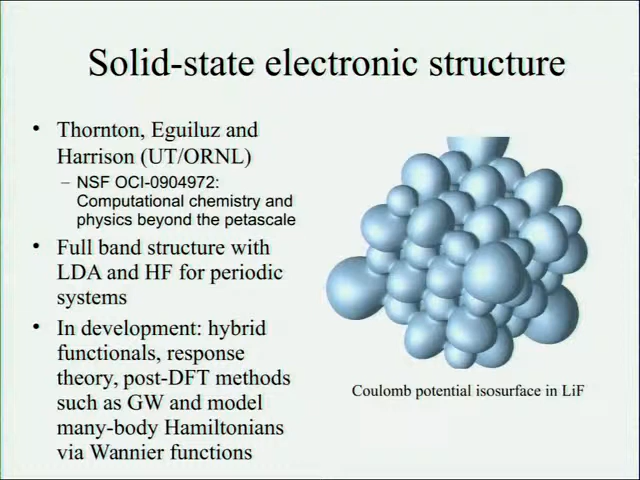 Solid-state electronic structure
• Thornton, Eguiluz and
Harrison (UT/ORNL)
– NSF OCI-0904972:
Computational chemistry and
physics beyond the petascale
• Full band structure with
LDA and HF for periodic
systems
• In development: hybrid
functionals, response
theory, post-DFT methods
such as GW and model
many-body Hamiltonians
via Wannier functions
Coulomb potential isosurface in LiF